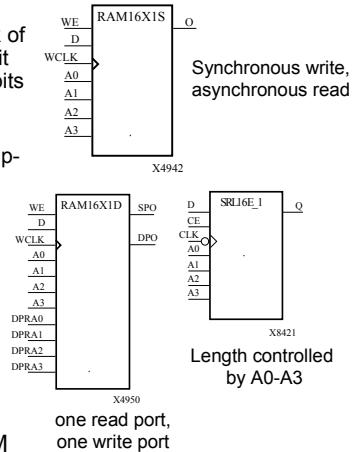 of
it
bits
p-
M
WE
D
WCLK
A0
A1
A2
A3
RAM16X1S
O
X4942
Synchronous write,
asynchronous read
WE
D
WCLK
A0
A1
A2
A3
DPRA0
DPRA1
DPRA2
DPRA3
RAM16X1D
SPO
DPO
X4950
one read port,
one write port
D
CE
CLK
A0
A1
A2
A3
SRL16E_1
Q
X8421
Length controlled
by A0-A3